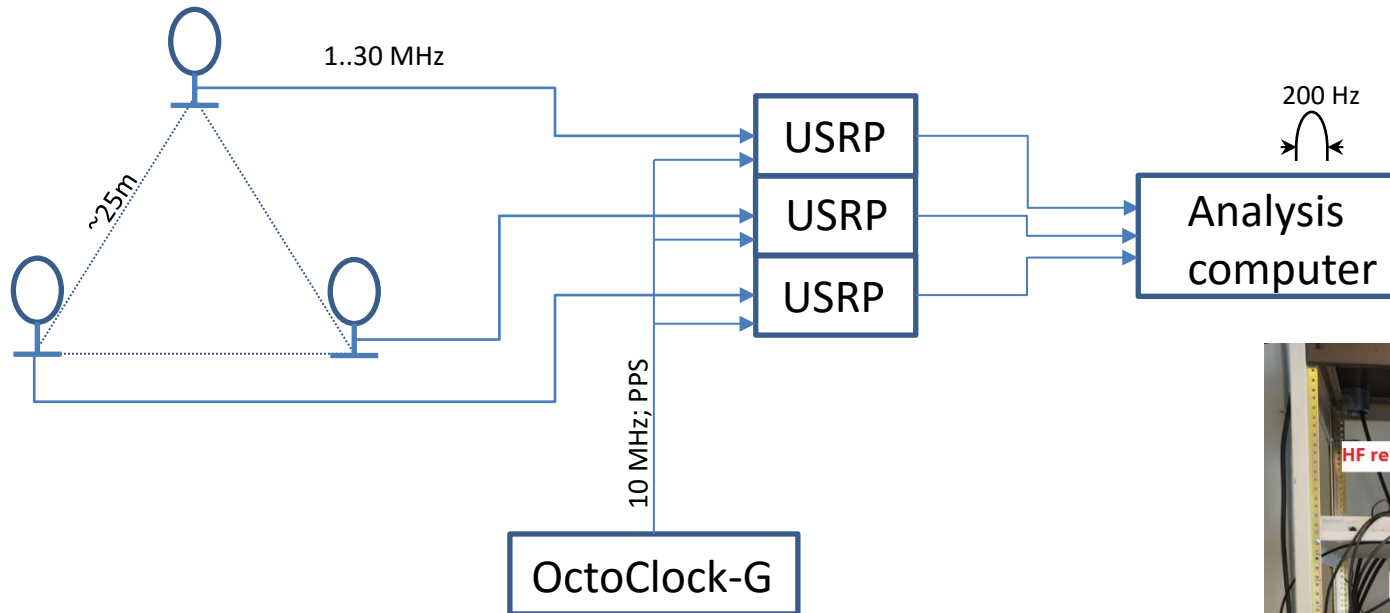 1..30 MHz
200 Hz
~25m
USRP
USRP
USRP
Analysis
computer
10 MHz; PPS
HF re
OctoClock-G